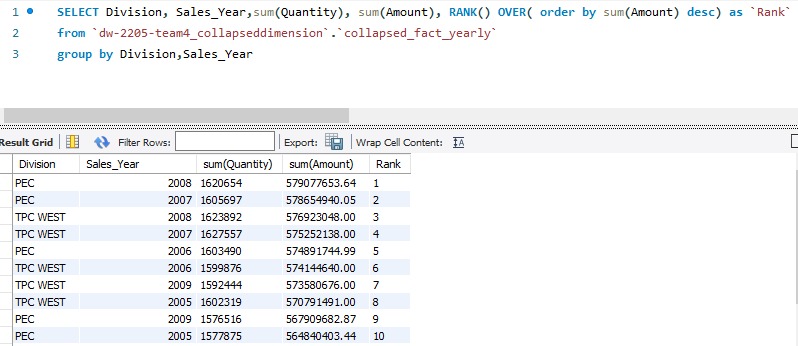 1 SELECT Division, Sales_Year,sum(Quantity), sum(Amount), RANK() OVER( order by sum(Amount) desc) as `Rank`
2 from `dw-2205-team4_collapseddimension`.`collapsed_fact_yearly`
3 group by Division,Sales_Year
Result Grid Filter Rows: Export: Wrap Cell Content: IA
Division Sales_Year sum(Quantity) sum(Amount) Rank
PEC 2008 1620654 579077653.64 1
PEC 2007 1605697 578654940.05 2
TPC WEST 2008 1623892 576923048.00 3
TPC WEST 2007 1627557 575252138.00 4
PEC 2006 1603490 574891744.99 5
TPC WEST 2006 1599876 574144640.00 6
TPC WEST 2009 1592444 573580676.00 7
TPC WEST 2005 1602319 570791491.00 8
PEC 2009 1576516 567909682.87 9
PEC 2005 1577875 564840403.44 10